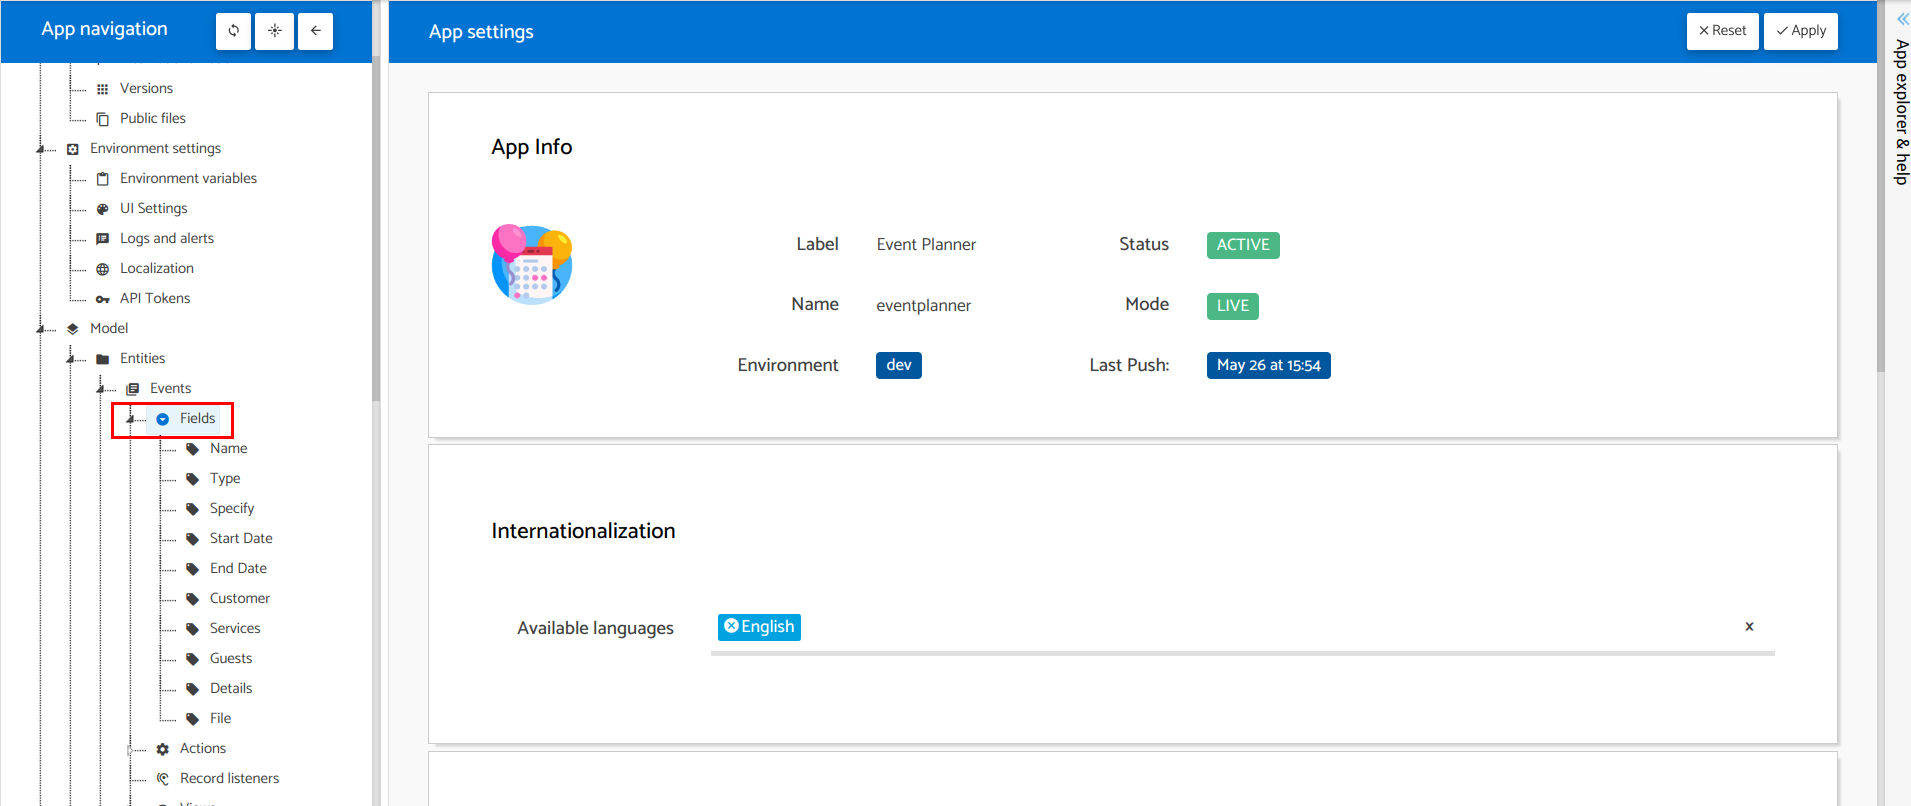 App navigation
Versions
Public files
Environment settings
Environment variables
UI Settings
Logs and alerts
Localization
API Tokens
Model
Entities
Events
Fields
Name
Type
Specify
Start Date
End Date
Customer
Services
Guests
Details
File
Actions
Record listeners
App settings
Reset
Apply
App Info
Label Event Planner Status ACTIVE
Name eventplanner Mode LIVE
Environment dev Last Push: May 26 at 15:54
Internationalization
Available languages English x
App explorer & help